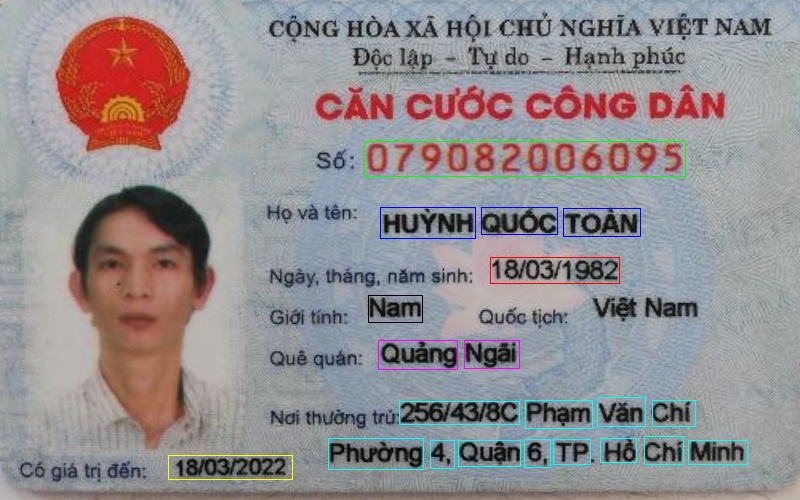 CỘNG HÒA XÃ HỘI CHỦ NGHĨA VIỆT NAM
Độc lập - Tự do - Hạnh phúc
CĂN CƯỚC CÔNG DÂN
Số: 079082006095
Họ và tên: HUỲNH QUỐC TOÀN
Ngày, tháng, năm sinh: 18/03/1982
Giới tính: Nam Quốc tịch: Việt Nam
Quê quán: Quảng Ngãi
Nơi thường trú: 256/43/8C Phạm Văn Chí
Phường 4, Quận 6, TP. Hồ Chí Minh
Có giá trị đến: 18/03/2022